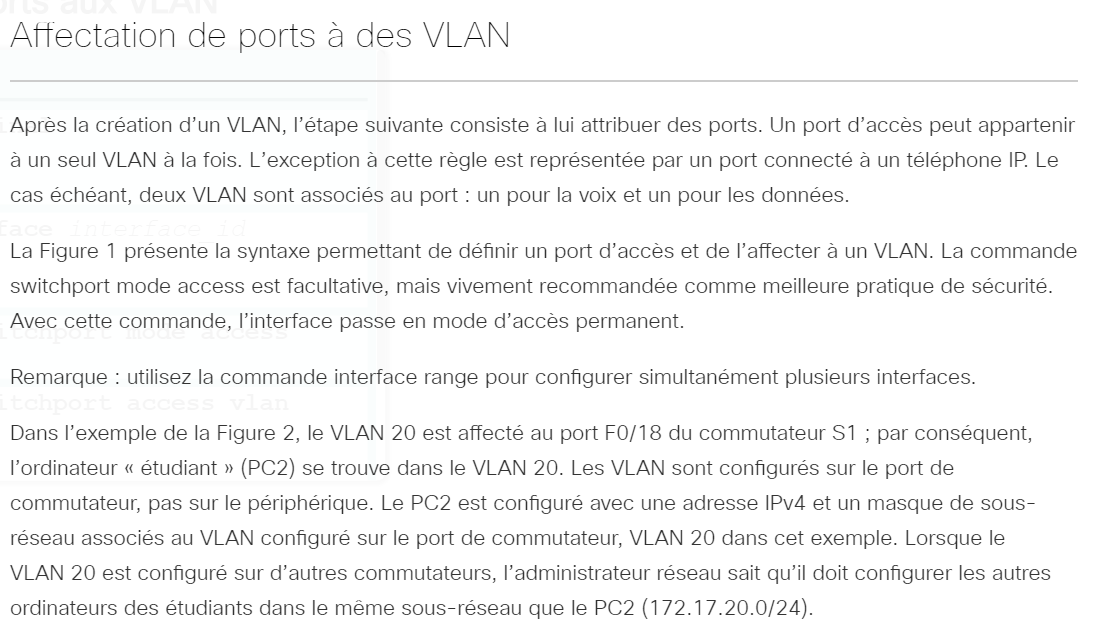 orts aux VLAN
Affectation de ports à des VLAN
Après la création d’un VLAN, l’étape suivante consiste à lui attribuer des ports. Un port d’accès peut appartenir
à un seul VLAN à la fois. L’exception à cette règle est représentée par un port connecté à un téléphone IP. Le
cas échéant, deux VLAN sont associés au port : un pour la voix et un pour les données.
face interface_id
La Figure 1 présente la syntaxe permettant de définir un port d’accès et de l’affecter à un VLAN. La commande
switchport mode access est facultative, mais vivement recommandée comme meilleure pratique de sécurité.
Avec cette commande, l’interface passe en mode d’accès permanent.
itchport mode access
Remarque : utilisez la commande interface range pour configurer simultanément plusieurs interfaces.
itchport access vlan
Dans l’exemple de la Figure 2, le VLAN 20 est affecté au port F0/18 du commutateur S1 ; par conséquent,
l’ordinateur « étudiant » (PC2) se trouve dans le VLAN 20. Les VLAN sont configurés sur le port de
commutateur, pas sur le périphérique. Le PC2 est configuré avec une adresse IPv4 et un masque de sous-
réseau associés au VLAN configuré sur le port de commutateur, VLAN 20 dans cet exemple. Lorsque le
VLAN 20 est configuré sur d’autres commutateurs, l’administrateur réseau sait qu’il doit configurer les autres
ordinateurs des étudiants dans le même sous-réseau que le PC2 (172.17.20.0/24).